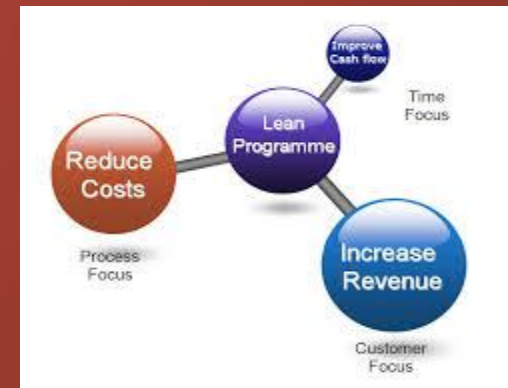 Improve
Cash flow
Time
Focus
Lean
Programme
Reduce
Costs
Process
Focus
Increase
Revenue
Customer
Focus